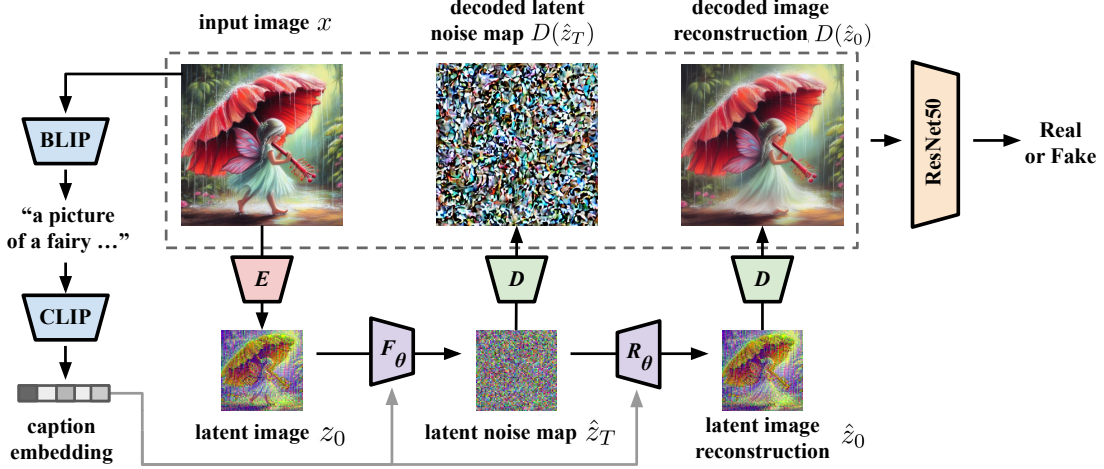 input image x
decoded latent
noise map D(ẑ_T)
decoded image
reconstruction D(ẑ_0)
BLIP
ResNet50
Real
or Fake
“a picture
of a fairy ...”
E
D
D
CLIP
F_θ
R_θ
caption
embedding
latent image z_0
latent noise map ẑ_T
latent image
reconstruction ẑ_0